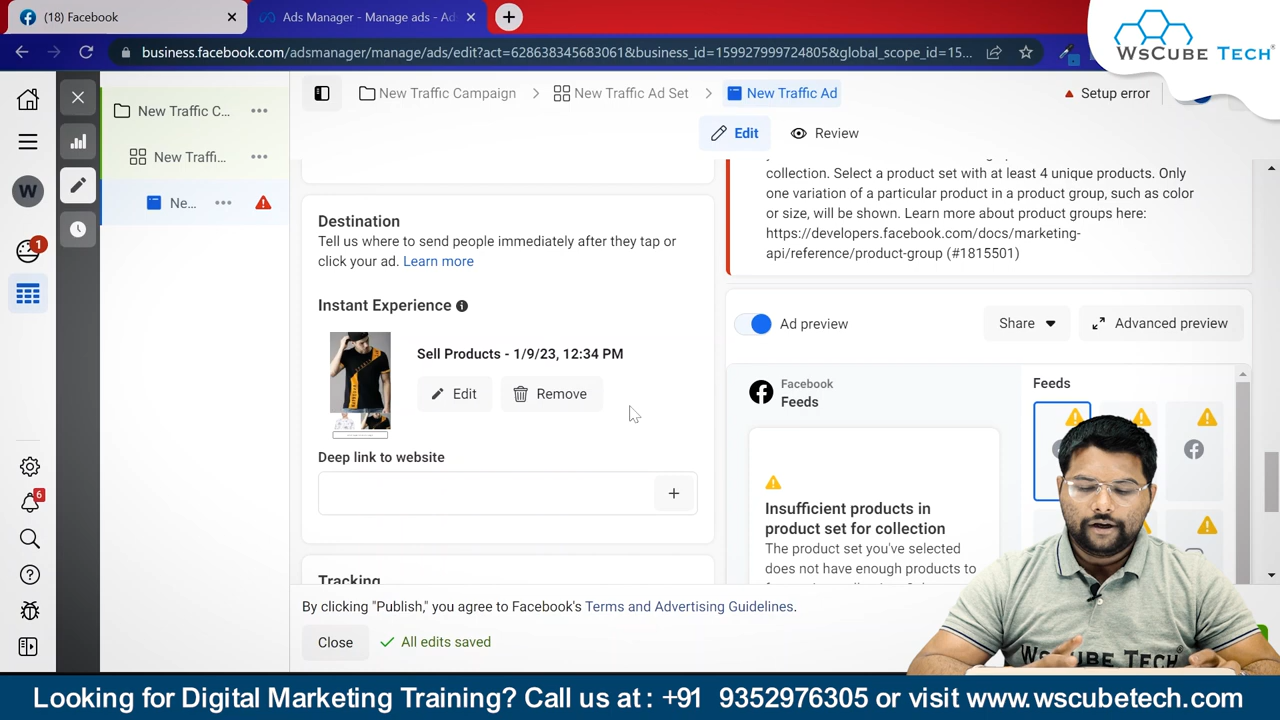 (18) Facebook
Ads Manager - Manage ads - Ad
business.facebook.com/adsmanager/manage/ads/edit?act=628638345683061&business_id=159927999724805&global_scope_id=15...
WsCube Tech
New Traffic C...
New Traffi...
Ne...
New Traffic Campaign
New Traffic Ad Set
New Traffic Ad
Setup error
Edit
Review
W
1
6
Destination
Tell us where to send people immediately after they tap or
click your ad. Learn more
Instant Experience
Sell Products - 1/9/23, 12:34 PM
Edit
Remove
Deep link to website
Tracking
collection. Select a product set with at least 4 unique products. Only
one variation of a particular product in a product group, such as color
or size, will be shown. Learn more about product groups here:
https://developers.facebook.com/docs/marketing-
api/reference/product-group (#1815501)
Ad preview
Share
Advanced preview
Facebook
Feeds
Feeds
Insufficient products in
product set for collection
The product set you've selected
does not have enough products to
By clicking "Publish," you agree to Facebook's Terms and Advertising Guidelines.
Close
All edits saved
WSCUBE TECH
Looking for Digital Marketing Training? Call us at : +91 9352976305 or visit www.wscubetech.com